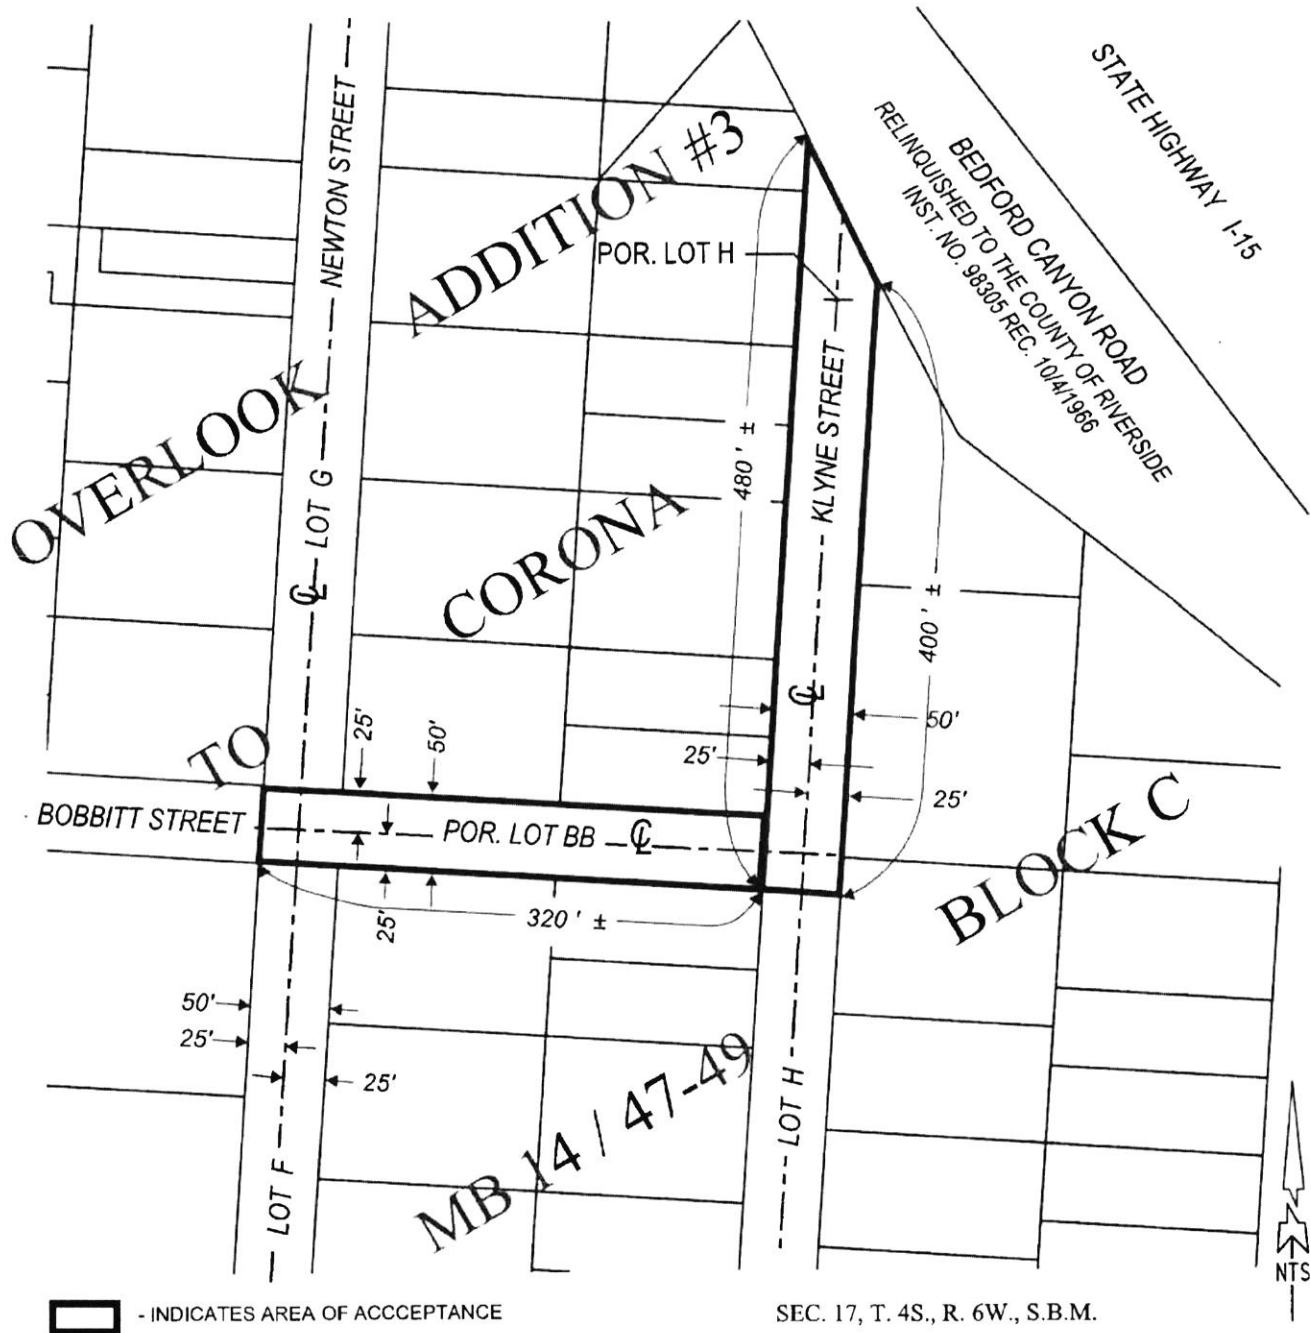 STATE HIGHWAY I-15
BEDFORD CANYON ROAD
RELINQUISHED TO THE COUNTY OF RIVERSIDE
INST. NO. 98305 REC. 10/4/1966
NEWTON STREET
ADDITION #3
POR. LOT H
KLYNE STREET
OVERLOOK
LOT G
℄
480' ±
CORONA
400' ±
℄
TO
25'
50'
50'
25'
25'
BOBBITT STREET
POR. LOT BB
℄
BLOCK C
320' ±
25'
50'
25'
25'
MB 14 / 47-49
LOT F
LOT H
N
NTS
- INDICATES AREA OF ACCCEPTANCE
SEC. 17, T. 4S., R. 6W., S.B.M.